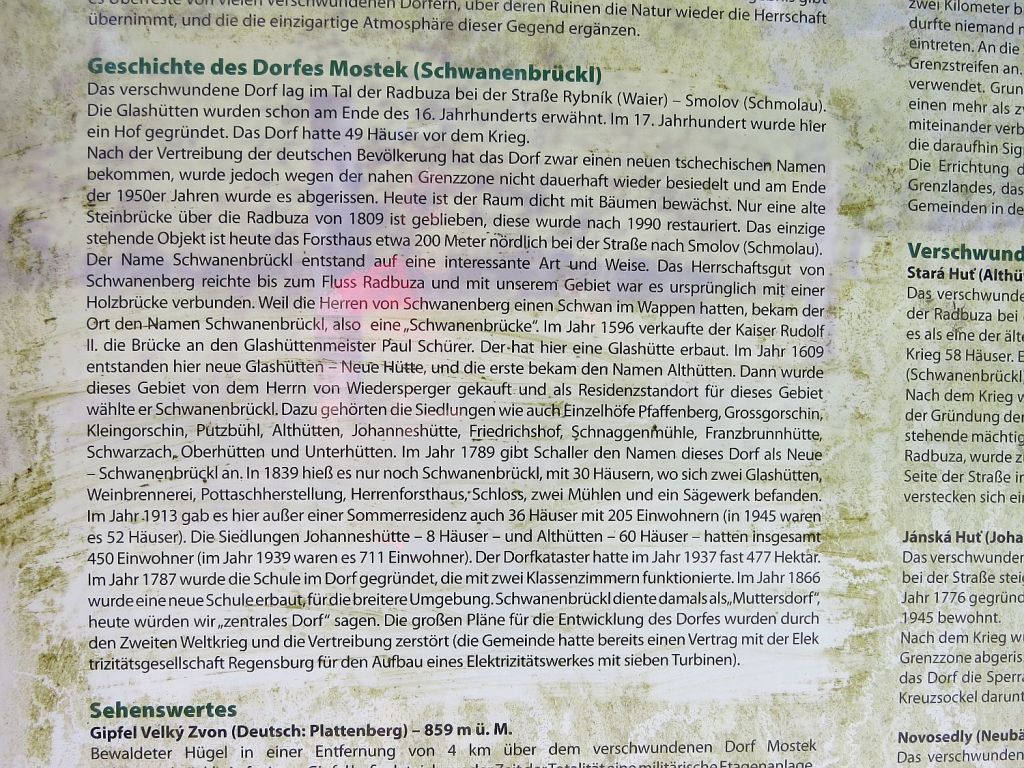 es Überreste von vielen verschwundenen Dörfern, über deren Ruinen die Natur wieder die Herrschaft
übernimmt, und die die einzigartige Atmosphäre dieser Gegend ergänzen.
Geschichte des Dorfes Mostek (Schwanenbrückl)
Das verschwundene Dorf lag im Tal der Radbuza bei der Straße Rybník (Waier) – Smolov (Schmolau).
Die Glashütten wurden schon am Ende des 16. Jahrhunderts erwähnt. Im 17. Jahrhundert wurde hier
ein Hof gegründet. Das Dorf hatte 49 Häuser vor dem Krieg.
Nach der Vertreibung der deutschen Bevölkerung hat das Dorf zwar einen neuen tschechischen Namen
bekommen, wurde jedoch wegen der nahen Grenzzone nicht dauerhaft wieder besiedelt und am Ende
der 1950er Jahren wurde es abgerissen. Heute ist der Raum dicht mit Bäumen bewächst. Nur eine alte
Steinbrücke über die Radbuza von 1809 ist geblieben, diese wurde nach 1990 restauriert. Das einzige
stehende Objekt ist heute das Forsthaus etwa 200 Meter nördlich bei der Straße nach Smolov (Schmolau).
Der Name Schwanenbrückl entstand auf eine interessante Art und Weise. Das Herrschaftsgut von
Schwanenberg reichte bis zum Fluss Radbuza und mit unserem Gebiet war es ursprünglich mit einer
Holzbrücke verbunden. Weil die Herren von Schwanenberg einen Schwan im Wappen hatten, bekam der
Ort den Namen Schwanenbrückl, also eine „Schwanenbrücke“. Im Jahr 1596 verkaufte der Kaiser Rudolf
II. die Brücke an den Glashüttenmeister Paul Schürer. Der hat hier eine Glashütte erbaut. Im Jahr 1609
entstanden hier neue Glashütten – Neue Hütte, und die erste bekam den Namen Althütten. Dann wurde
dieses Gebiet von dem Herrn von Wiedersperger gekauft und als Residenzstandort für dieses Gebiet
wählte er Schwanenbrückl. Dazu gehörten die Siedlungen wie auch Einzelhöfe Pfaffenberg, Grossgorschin,
Kleingorschin, Putzbühl, Althütten, Johanneshütte, Friedrichshof, Schnaggenmühle, Franzbrunnhütte,
Schwarzach, Oberhütten und Unterhütten. Im Jahr 1789 gibt Schaller den Namen dieses Dorf als Neue
– Schwanenbrückl an. In 1839 hieß es nur noch Schwanenbrückl, mit 30 Häusern, wo sich zwei Glashütten,
Weinbrennerei, Pottaschherstellung, Herrenforsthaus, Schloss, zwei Mühlen und ein Sägewerk befanden.
Im Jahr 1913 gab es hier außer einer Sommerresidenz auch 36 Häuser mit 205 Einwohnern (in 1945 waren
es 52 Häuser). Die Siedlungen Johanneshütte – 8 Häuser – und Althütten – 60 Häuser – hatten insgesamt
450 Einwohner (im Jahr 1939 waren es 711 Einwohner). Der Dorfkataster hatte im Jahr 1937 fast 477 Hektar.
Im Jahr 1787 wurde die Schule im Dorf gegründet, die mit zwei Klassenzimmern funktionierte. Im Jahr 1866
wurde eine neue Schule erbaut, für die breitere Umgebung. Schwanenbrückl diente damals als „Muttersdorf“,
heute würden wir „zentrales Dorf“ sagen. Die großen Pläne für die Entwicklung des Dorfes wurden durch
den Zweiten Weltkrieg und die Vertreibung zerstört (die Gemeinde hatte bereits einen Vertrag mit der Elek
trizitätsgesellschaft Regensburg für den Aufbau eines Elektrizitätswerkes mit sieben Turbinen).
Sehenswertes
Gipfel Velký Zvon (Deutsch: Plattenberg) – 859 m ü. M.
Bewaldeter Hügel in einer Entfernung von 4 km über dem verschwundenen Dorf Mostek
zwei Kilometer b
durfte niemand
eintreten. An die
Grenzstreifen an.
verwendet. Grun
einen mehr als z
miteinander verb
die daraufhin Sig
Die Errichtung d
Grenzlandes, das
Gemeinden in de
Verschwund
Stará Huť (Althü
Das verschwunde
der Radbuza bei
es als eine der älte
Krieg 58 Häuser. E
(Schwanenbrückl)
Nach dem Krieg w
der Gründung der
stehende mächtig
Radbuza, wurde z
Seite der Straße in
verstecken sich ein
Jánská Huť (Joha
Das verschwunden
bei der Straße steig
Jahr 1776 gegründ
1945 bewohnt.
Nach dem Krieg wu
Grenzzone abgeris
das Dorf die Sperra
Kreuzsockel darunt
Novosedly (Neubä
Das verschwunden